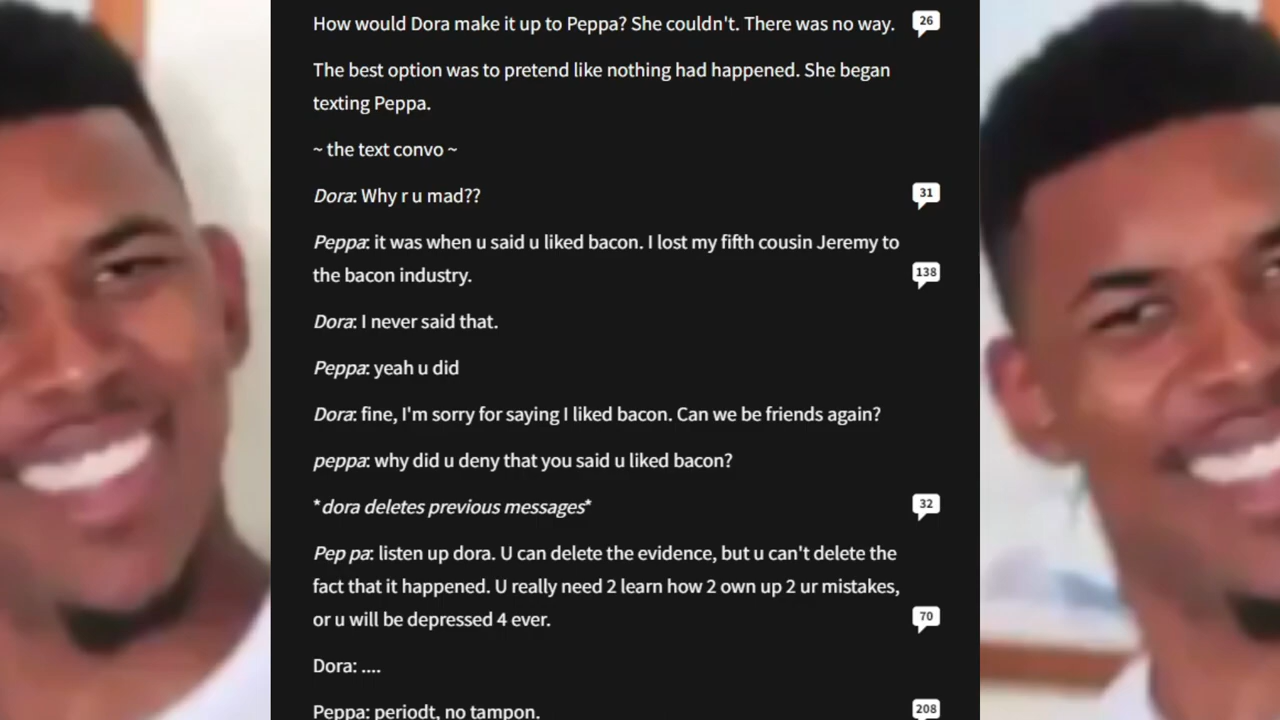 How would Dora make it up to Peppa? She couldn't. There was no way.
26
The best option was to pretend like nothing had happened. She began
texting Peppa.
~ the text convo ~
Dora: Why r u mad??
31
Peppa: it was when u said u liked bacon. I lost my fifth cousin Jeremy to
the bacon industry.
138
Dora: I never said that.
Peppa: yeah u did
Dora: fine, I'm sorry for saying I liked bacon. Can we be friends again?
peppa: why did u deny that you said u liked bacon?
*dora deletes previous messages*
32
Pep pa: listen up dora. U can delete the evidence, but u can't delete the
fact that it happened. U really need 2 learn how 2 own up 2 ur mistakes,
or u will be depressed 4 ever.
70
Dora: ....
Peppa: periodt, no tampon.
208